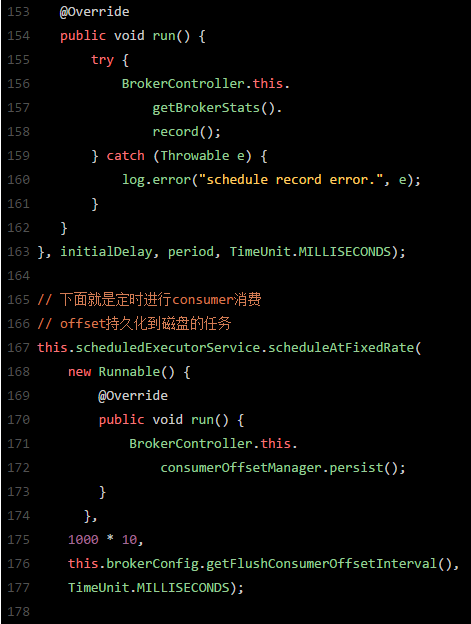 153 @Override
154 public void run() {
155 try {
156 BrokerController.this.
157 getBrokerStats().
158 record();
159 } catch (Throwable e) {
160 log.error("schedule record error.", e);
161 }
162 }
163 }, initialDelay, period, TimeUnit.MILLISECONDS);
164
165 // 下面就是定时进行consumer消费
166 // offset持久化到磁盘的任务
167 this.scheduledExecutorService.scheduleAtFixedRate(
168 new Runnable() {
169 @Override
170 public void run() {
171 BrokerController.this.
172 consumerOffsetManager.persist();
173 }
174 },
175 1000 * 10,
176 this.brokerConfig.getFlushConsumerOffsetInterval(),
177 TimeUnit.MILLISECONDS);
178